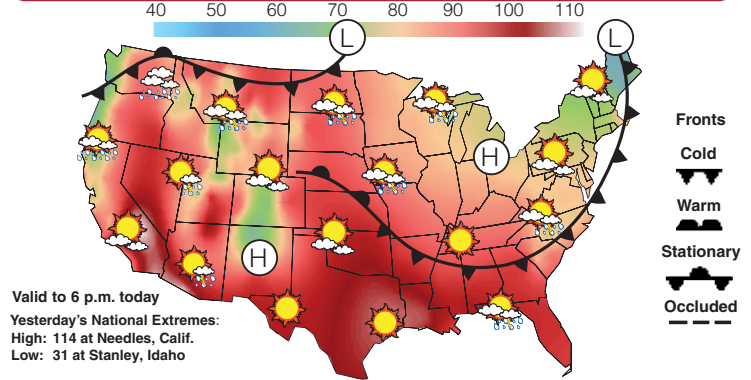 40 50 60 70 80 90 100 110
L
L
H
H
Fronts
Cold
Warm
Stationary
Occluded
Valid to 6 p.m. today
Yesterday's National Extremes:
High: 114 at Needles, Calif.
Low: 31 at Stanley, Idaho